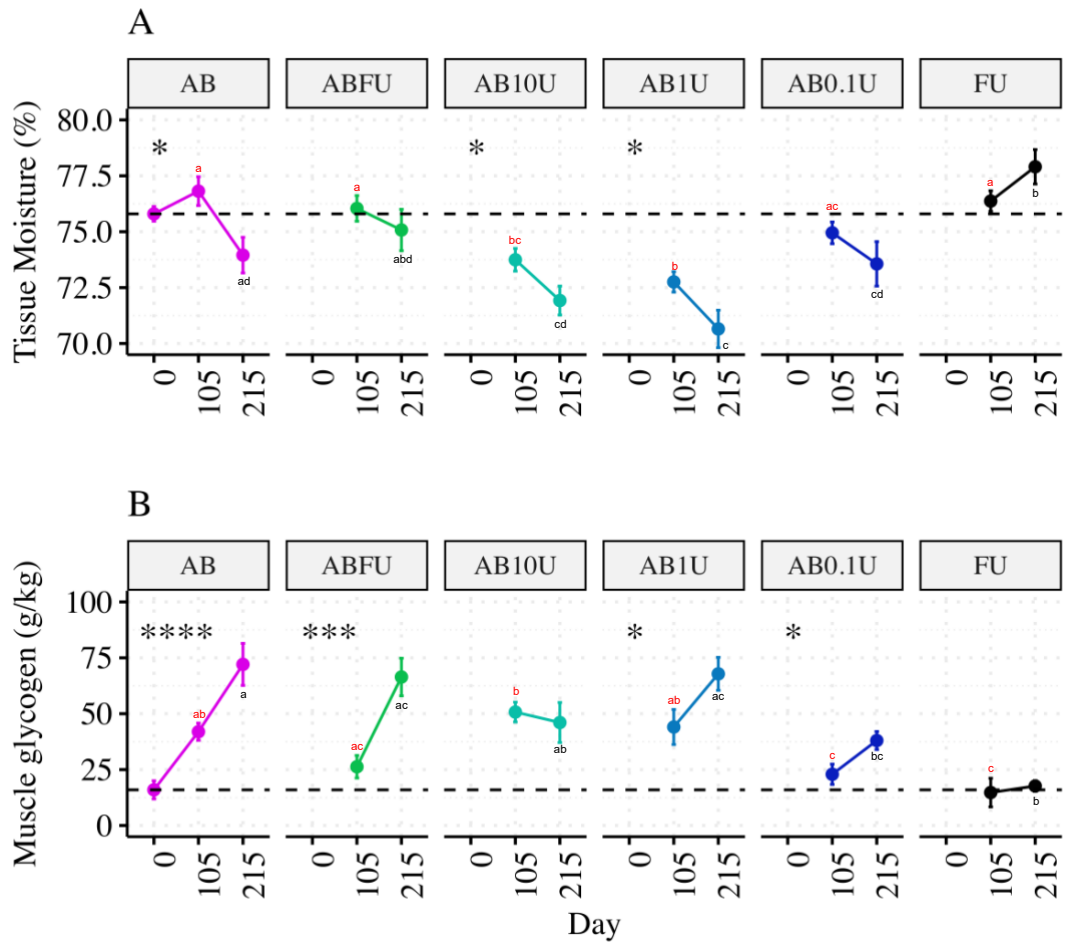 A
AB ABFU AB10U AB1U AB0.1U FU
Tissue Moisture (%)
80.0
* * *
77.5
a a a
b
ac
75.0
ad abd bc b cd
72.5
cd c
70.0
0 105 215 0 105 215 0 105 215 0 105 215 0 105 215 0 105 215
B
AB ABFU AB10U AB1U AB0.1U FU
Muscle glycogen (g/kg)
100
**** *** * *
75
ab a ac b ab ac
50
ac ab c bc c
25
b
0
0 105 215 0 105 215 0 105 215 0 105 215 0 105 215 0 105 215
Day